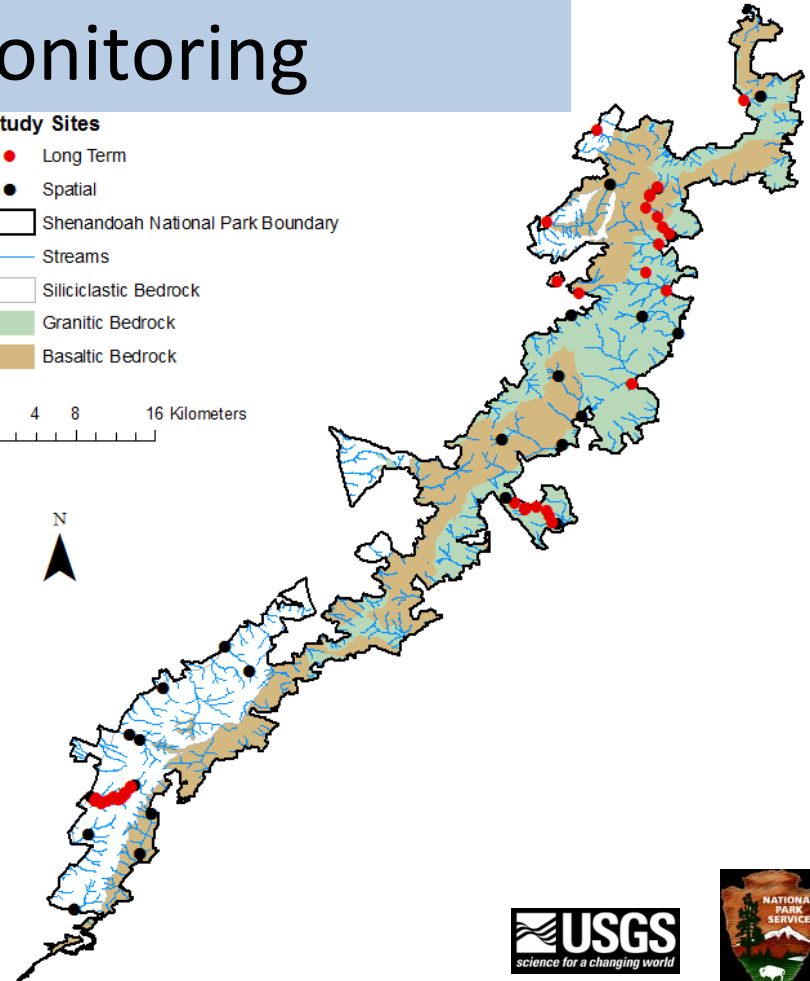 onitoring
tudy Sites
Long Term
Spatial
Shenandoah National Park Boundary
Streams
Siliciclastic Bedrock
Granitic Bedrock
Basaltic Bedrock
4 8 16 Kilometers
N
USGS
science for a changing world
NATIONA
PARK
SERVICE